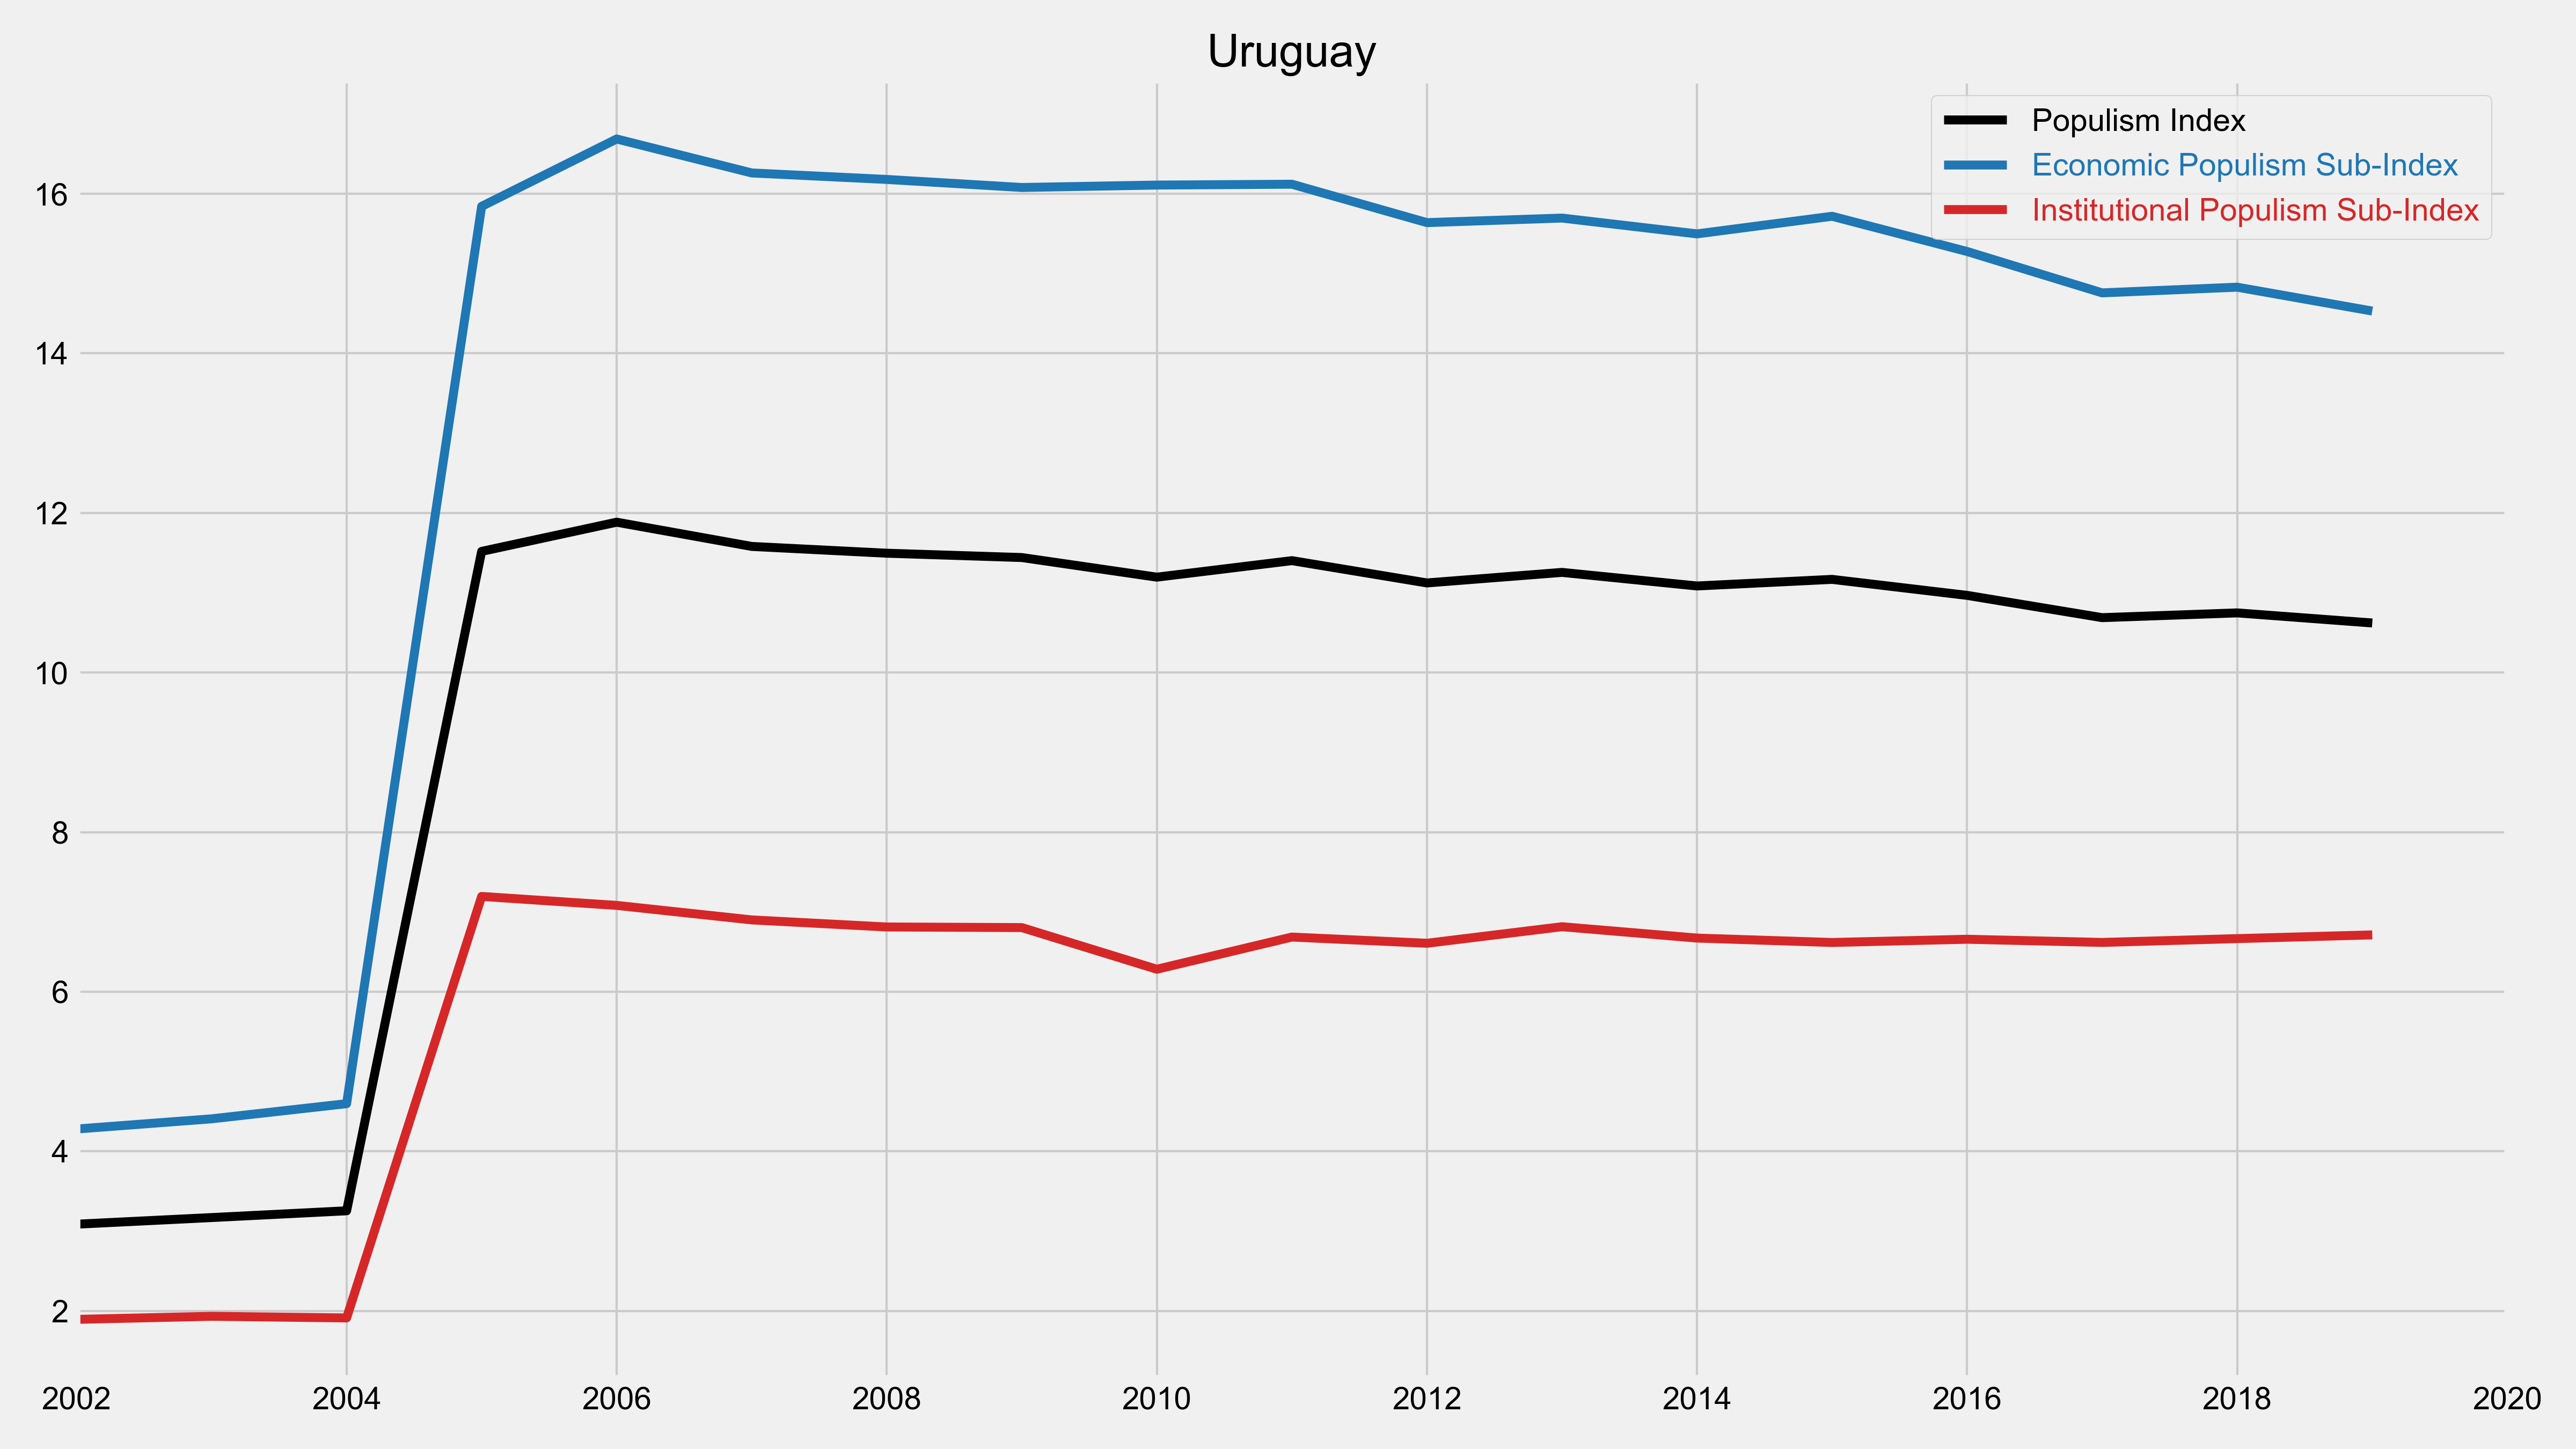 Uruguay
Populism Index
Economic Populism Sub-Index
Institutional Populism Sub-Index
16
14
12
10
8
6
4
2
2002 2004 2006 2008 2010 2012 2014 2016 2018 2020